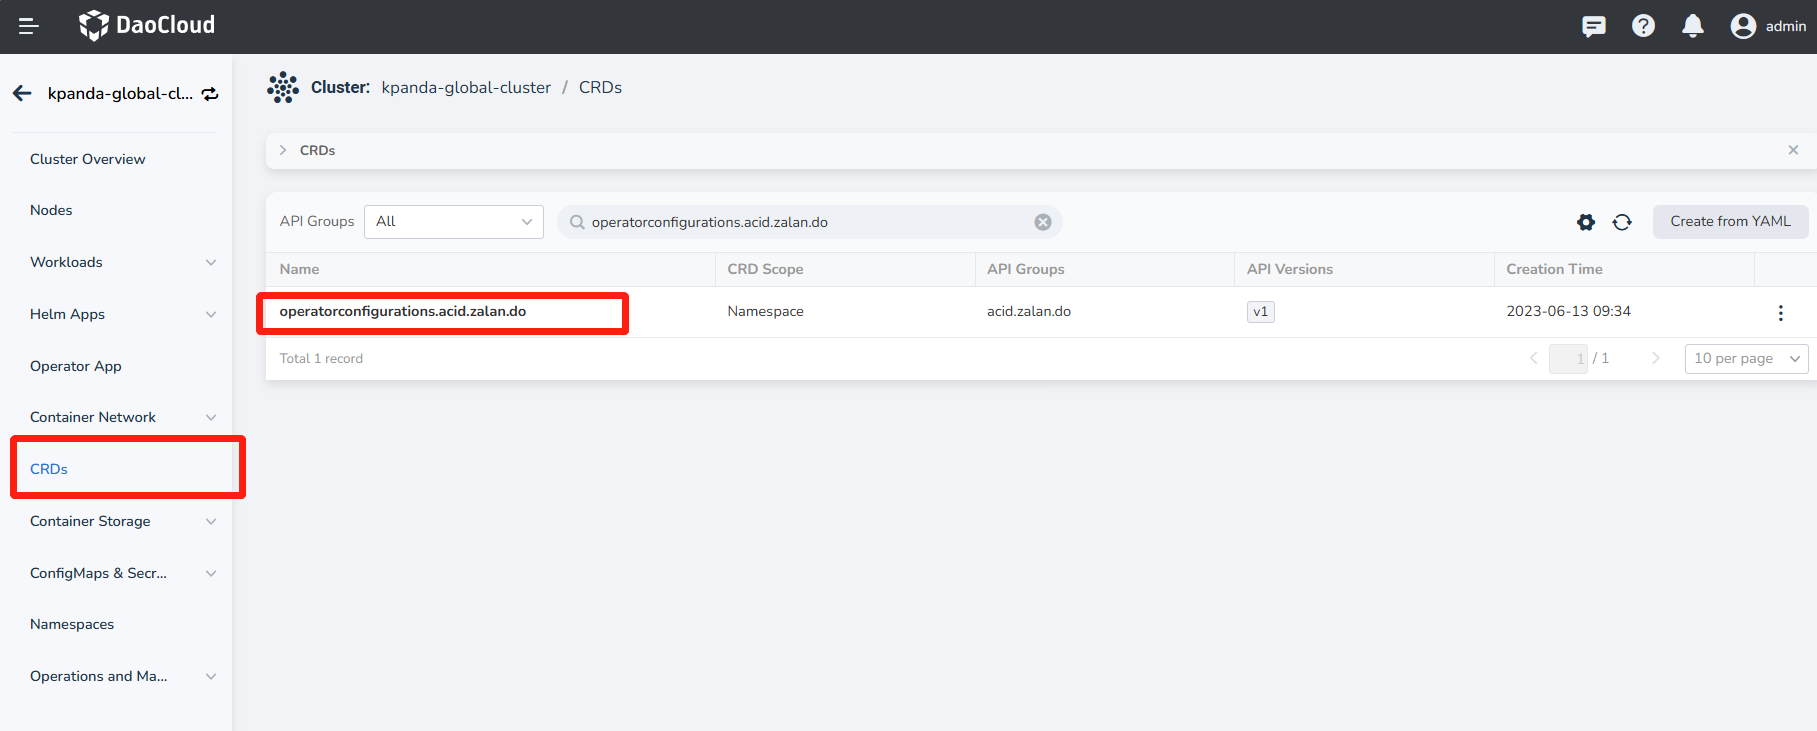 DaoCloud
admin
kpanda-global-cl...
Cluster: kpanda-global-cluster / CRDs
CRDs
Cluster Overview
Nodes
Workloads
Helm Apps
Operator App
Container Network
CRDs
Container Storage
ConfigMaps & Secr...
Namespaces
Operations and Ma...
API Groups All operatorconfigurations.acid.zalan.do Create from YAML
Name CRD Scope API Groups API Versions Creation Time
operatorconfigurations.acid.zalan.do Namespace acid.zalan.do v1 2023-06-13 09:34
Total 1 record 1 / 1 10 per page